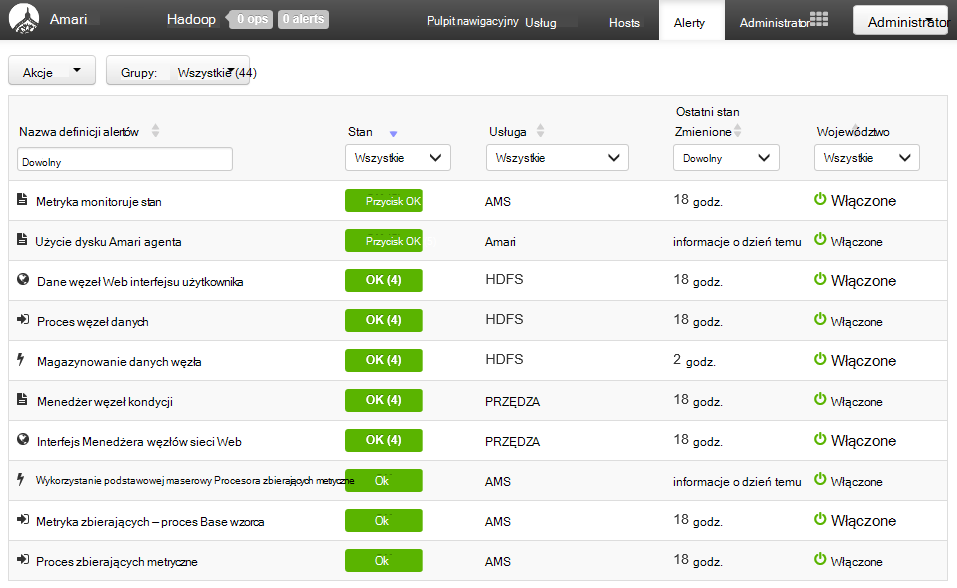 Amari Hadoop 0 ops 0 alerts Pulpit nawigacyjny Usług Hosts Alerty Administrator Administrator
Akcje Grupy: Wszystkie (44)
Ostatni stan
Nazwa definicji alertów Stan Usługa Zmienione Województwo
Dowolny Wszystkie Wszystkie Dowolny Wszystkie
Metryka monitoruje stan Przycisk OK AMS 18 godz. Włączone
Użycie dysku Amari agenta Przycisk OK Amari informacje o dzień temu Włączone
Dane węzeł Web interfejsu użytkownika OK (4) HDFS 18 godz. Włączone
Proces węzeł danych OK (4) HDFS 18 godz. Włączone
Magazynowanie danych węzła OK (4) HDFS 2 godz. Włączone
Menedżer węzeł kondycji OK (4) PRZĘDZA 18 godz. Włączone
Interfejs Menedżera węzłów sieci Web OK (4) PRZĘDZA 18 godz. Włączone
Wykorzystanie podstawowej maserowy Procesora zbierających metryczne Ok AMS informacje o dzień temu Włączone
Metryka zbierających – proces Base wzorca Ok AMS 18 godz. Włączone
Proces zbierających metryczne Ok AMS 18 godz. Włączone